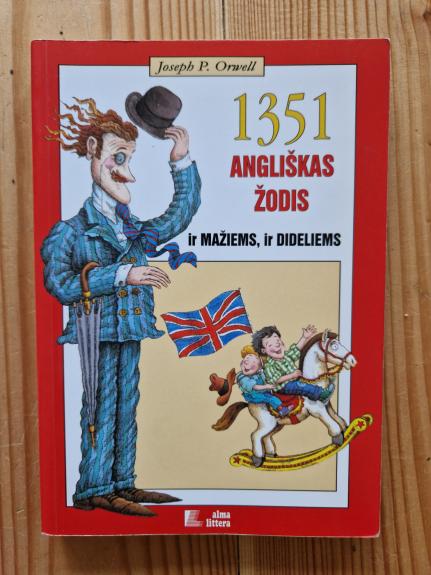 Joseph P. Orwell
1351
ANGLIŠKAS
ŽODIS
ir MAŽIEMS, ir DIDELIEMS
alma
littera